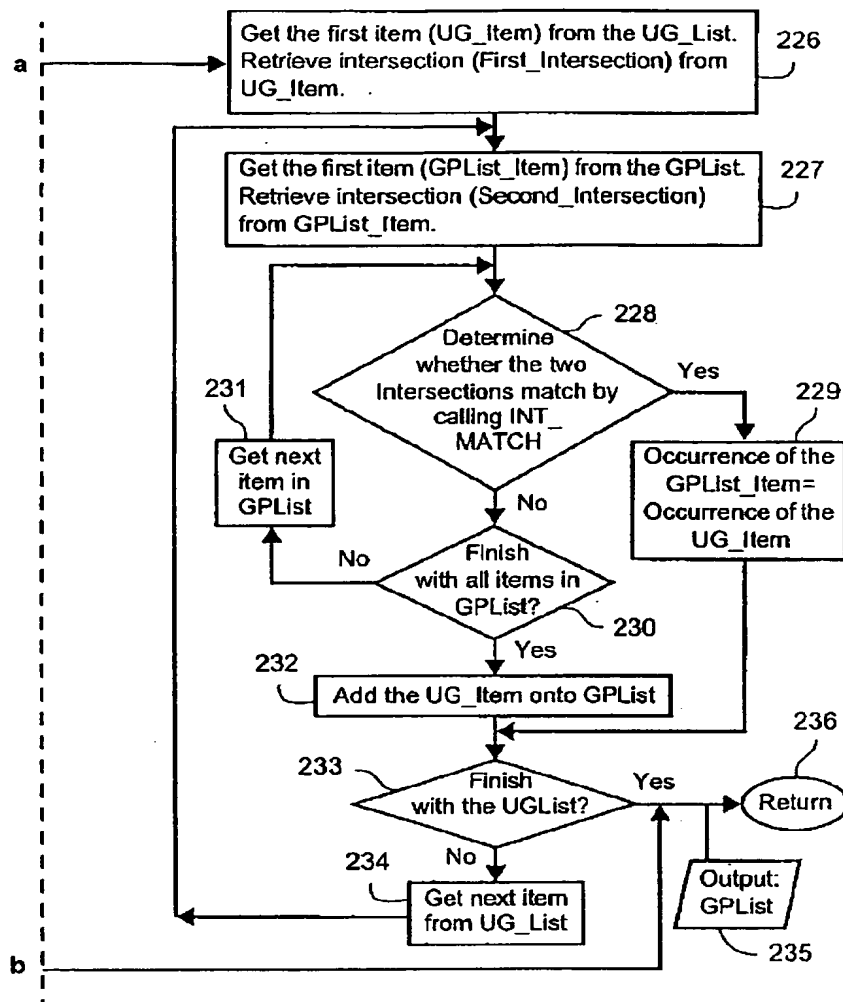 Get the first item (UG_Item) from the UG_List.
Retrieve intersection (First_Intersection) from
UG_Item.
226
a
Get the first item (GPList_Item) from the GPList.
Retrieve intersection (Second_Intersection)
from GPList_Item.
227
Determine
whether the two
Intersections match by
calling INT_
MATCH
228
Yes
229
231
Get next
item in
GPList
Occurrence of the
GPList_Item=
Occurrence of the
UG_Item
No
No
Finish
with all items in
GPList?
230
Yes
232
Add the UG_Item onto GPList
233
Finish
with the UGList?
Yes
236
Return
No
234
Get next item
from UG_List
Output:
GPList
235
b